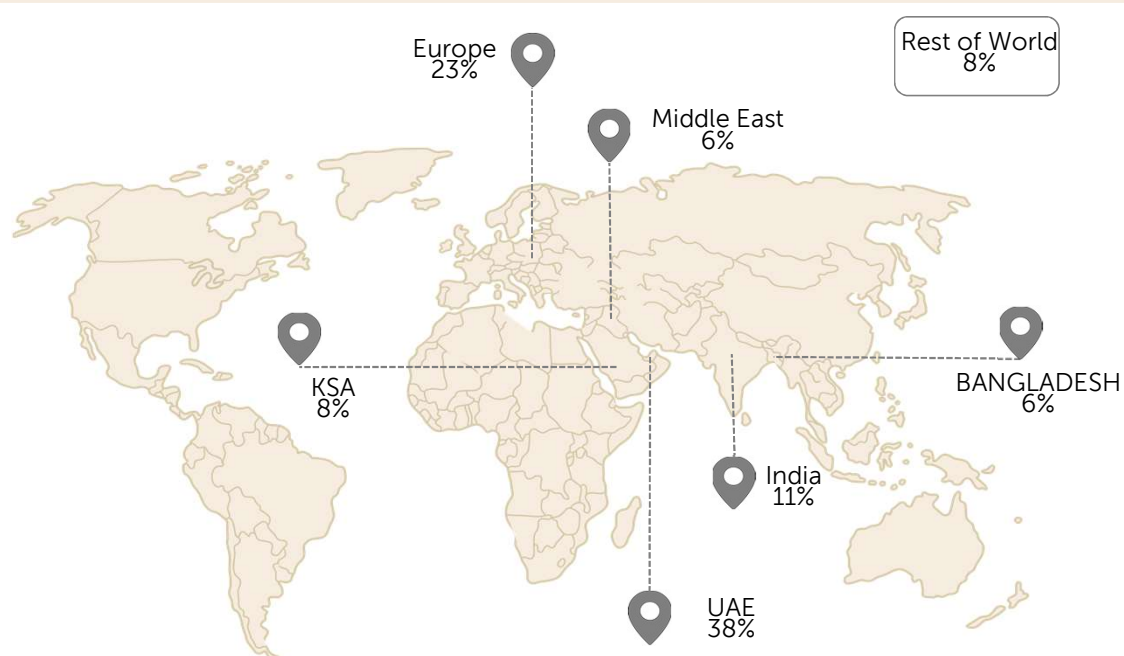 Rest of World
8%
Europe
23%
Middle East
6%
KSA
8%
BANGLADESH
6%
India
11%
UAE
38%